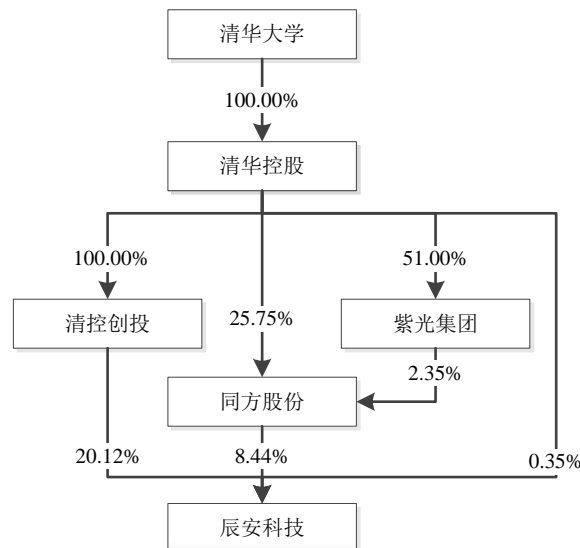 清华大学
100.00%
清华控股
100.00%
51.00%
清控创投
25.75%
紫光集团
2.35%
同方股份
20.12%
8.44%
0.35%
辰安科技